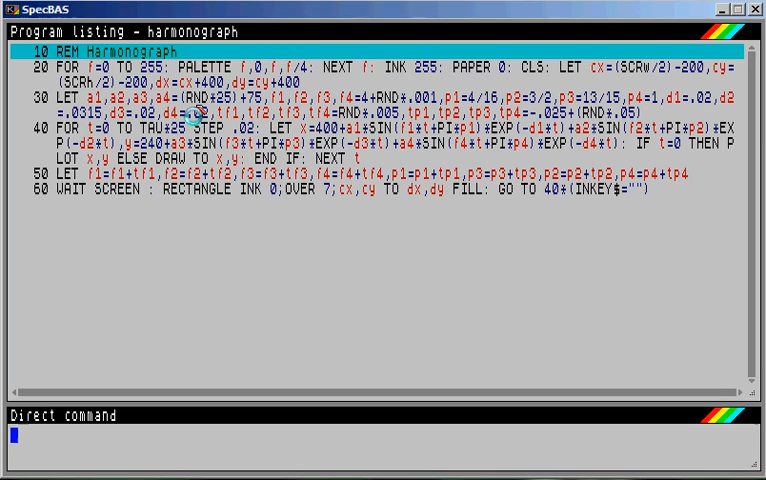 SpecBAS
Program listing - harmonograph
10 REM Harmonograph
20 FOR f=0 TO 255: PALETTE f,0,f,f/4: NEXT f: INK 255: PAPER 0: CLS: LET cx=(SCRw/2)-200,cy=
(SCRh/2)-200,dx=cx+400,dy=cy+400
30 LET a1,a2,a3,a4=(RND*25)+75,f1,f2,f3,f4=4+RND*.001,p1=4/16,p2=3/2,p3=13/15,p4=1,d1=.02,d2
=.0315,d3=.02,d4= 2,tf1,tf2,tf3,tf4=RND*.005,tp1,tp2,tp3,tp4=-.025+(RND*.05)
40 FOR t=0 TO TAU*25 STEP .02: LET x=400+a1*SIN(f1*t+PI*p1)*EXP(-d1*t)+a2*SIN(f2*t+PI*p2)*EX
P(-d2*t),y=240+a3*SIN(f3*t+PI*p3)*EXP(-d3*t)+a4*SIN(f4*t+PI*p4)*EXP(-d4*t): IF t=0 THEN P
LOT x,y ELSE DRAW TO x,y: END IF: NEXT t
50 LET f1=f1+tf1,f2=f2+tf2,f3=f3+tf3,f4=f4+tf4,p1=p1+tp1,p3=p3+tp3,p2=p2+tp2,p4=p4+tp4
60 WAIT SCREEN : RECTANGLE INK 0;OVER 7;cx,cy TO dx,dy FILL: GO TO 40*(INKEY$="")
Direct command